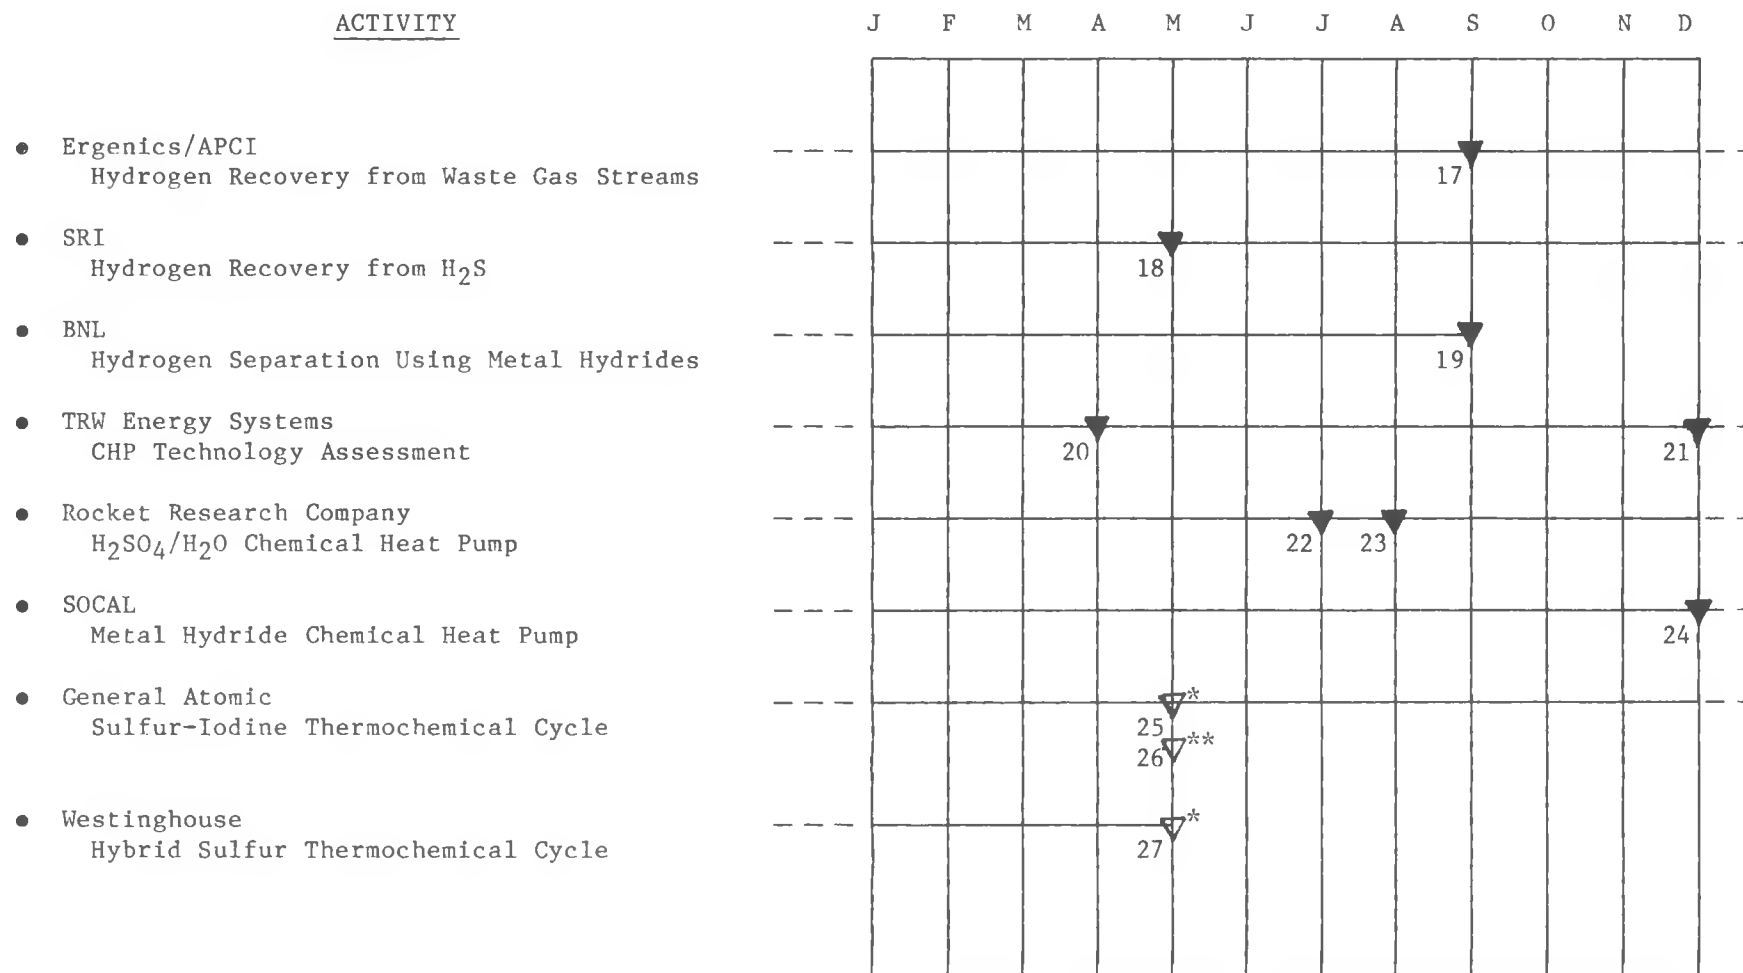 ACTIVITY J F M A M J J A S O N D
• Ergenics/APCI
Hydrogen Recovery from Waste Gas Streams
17
• SRI
Hydrogen Recovery from H2S
18
• BNL
Hydrogen Separation Using Metal Hydrides
19
• TRW Energy Systems
CHP Technology Assessment
20 21
• Rocket Research Company
H2SO4/H2O Chemical Heat Pump
22 23
• SOCAL
Metal Hydride Chemical Heat Pump
24
• General Atomic
*
Sulfur-Iodine Thermochemical Cycle
25
**
26
• Westinghouse
*
Hybrid Sulfur Thermochemical Cycle
27